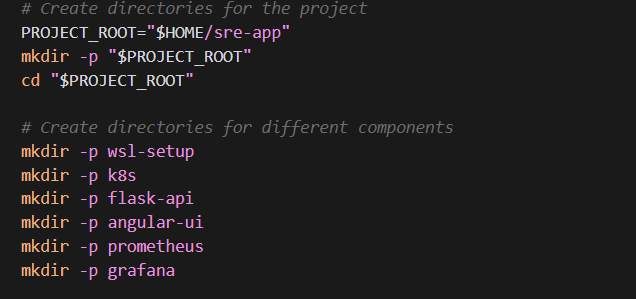 # Create directories for the project
PROJECT_ROOT="$HOME/sre-app"
mkdir -p "$PROJECT_ROOT"
cd "$PROJECT_ROOT"
# Create directories for different components
mkdir -p wsl-setup
mkdir -p k8s
mkdir -p flask-api
mkdir -p angular-ui
mkdir -p prometheus
mkdir -p grafana